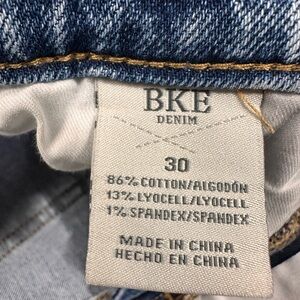 BKE
DENIM
30
86% COTTON/ALGODÓN
13% LYOCELL/LYOCELL
1% SPANDEX/SPANDEX
MADE IN CHINA
HECHO EN CHINA